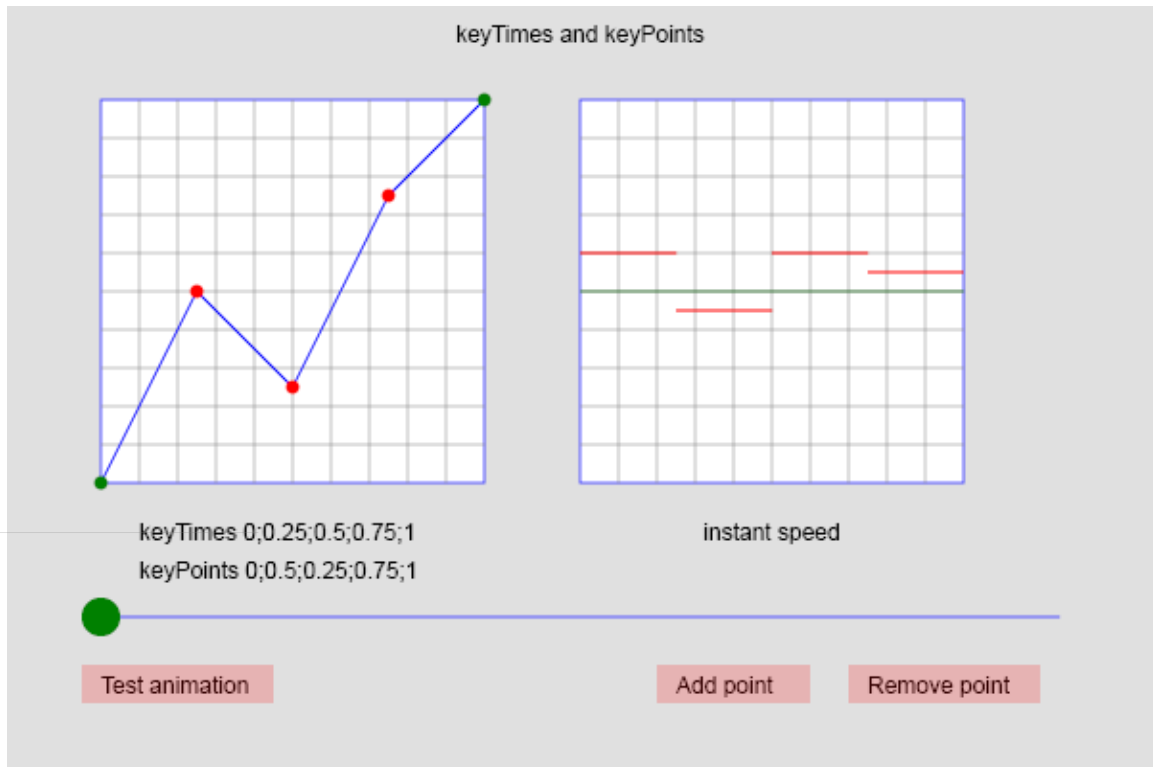 keyTimes and keyPoints
keyTimes 0;0.25;0.5;0.75;1
instant speed
keyPoints 0;0.5;0.25;0.75;1
Test animation
Add point
Remove point